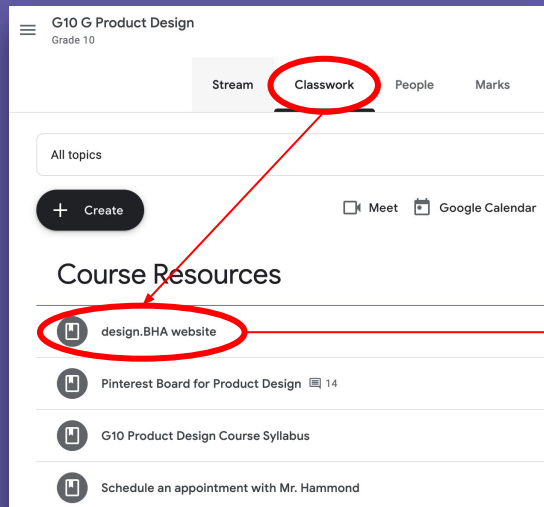 G10 G Product Design
Grade 10
Stream Classwork People Marks
All topics
+ Create Meet Google Calendar
Course Resources
design.BHA website
Pinterest Board for Product Design 14
G10 Product Design Course Syllabus
Schedule an appointment with Mr. Hammond